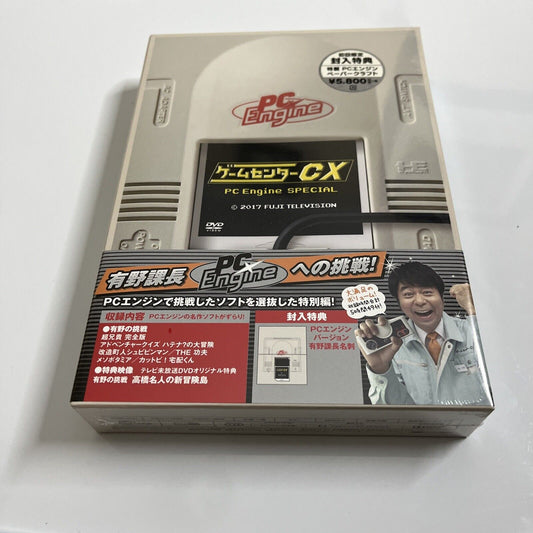 初回限定
封入特典
特製 PCエンジン
ペーパークラフト
¥5,800
PC Engine
ゲームセンターCX
PC Engine SPECIAL
© 2017 FUJI TELEVISION
DVD
VIDEO
有野課長 PC Engine への挑戦!
PCエンジンで挑戦したソフトを選抜した特別編!
収録内容 PCエンジンの名作ソフトがずらり!
●有野の挑戦
超兄貴 完全版
アドベンチャークイズ ハテナ?の大冒険
改造町人シュビビンマン/THE 功夫
メソポタミア/カットビ!宅配くん
●特典映像 テレビ未放送DVDオリジナル特典
有野の挑戦 高橋名人の新冒険島
封入特典
PCエンジン
バージョン
有野課長名刺
大満足の
ボリューム!